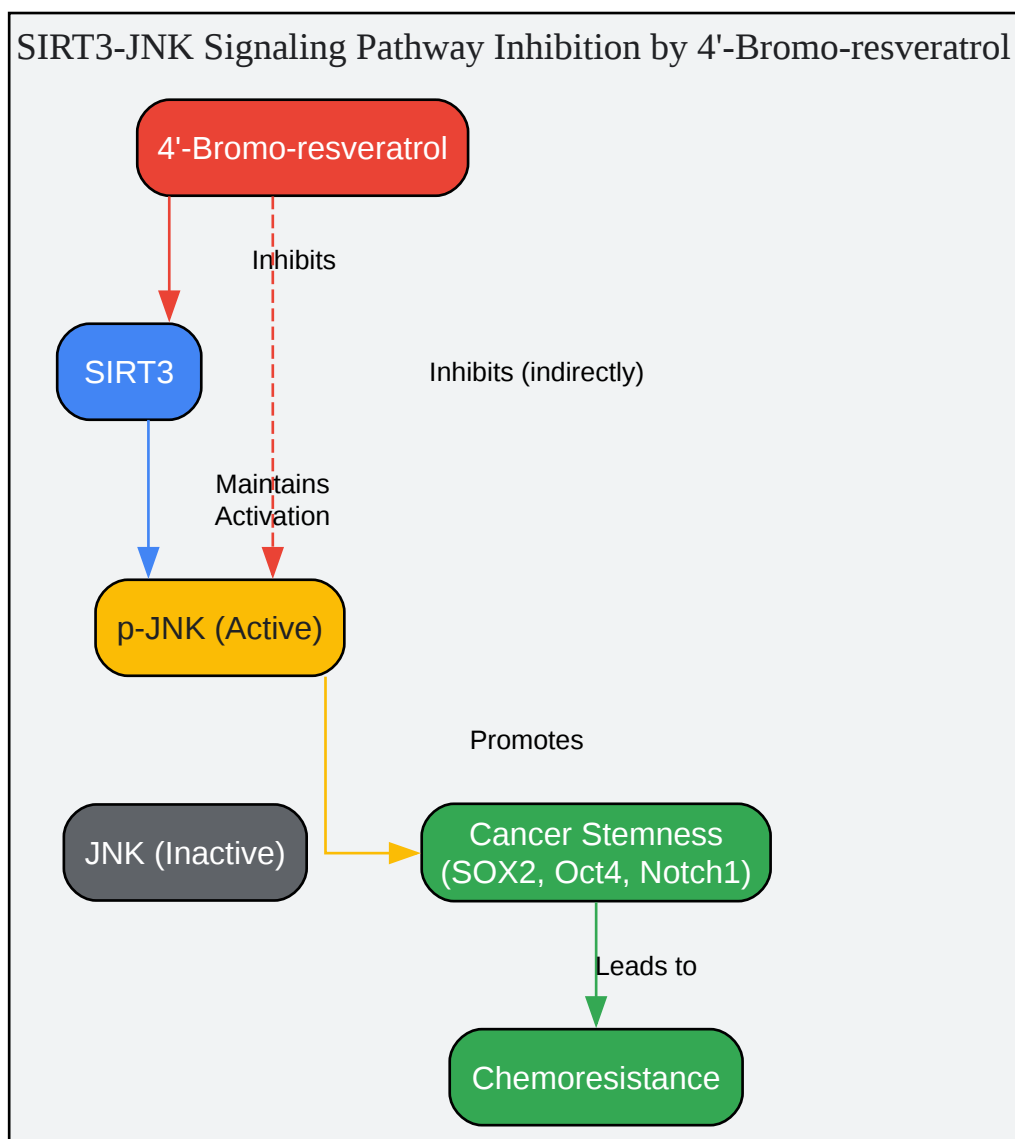 SIRT3-JNK Signaling Pathway Inhibition by 4'-Bromo-resveratrol
4'-Bromo-resveratrol
Inhibits
SIRT3
Inhibits (indirectly)
Maintains
Activation
p-JNK (Active)
Promotes
JNK (Inactive)
Cancer Stemness
(SOX2, Oct4, Notch1)
Leads to
Chemoresistance